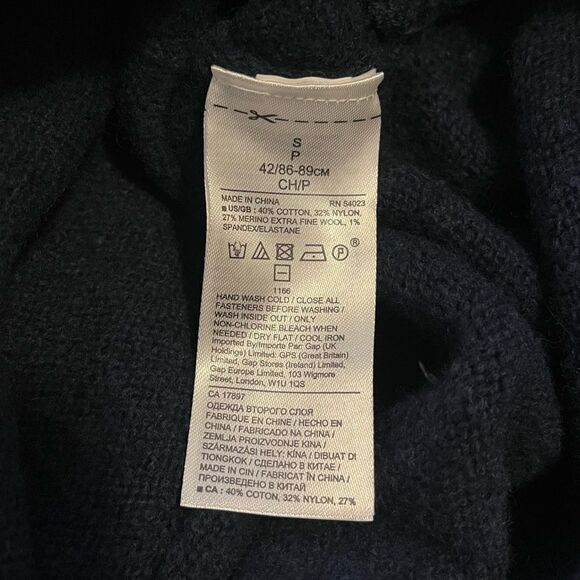 S
P
42/86-89CM
CH/P
MADE IN CHINA RN 54023
■ US/GB : 40% COTTON, 32% NYLON,
27% MERINO EXTRA FINE WOOL, 1%
SPANDEX/ELASTANE
P ®
1166
HAND WASH COLD / CLOSE ALL
FASTENERS BEFORE WASHING /
WASH INSIDE OUT / ONLY
NON-CHLORINE BLEACH WHEN
NEEDED / DRY FLAT / COOL IRON
Imported By/Importa Par: Gap (UK
Holdings) Limited: GPS (Great Britain)
Limited, Gap Stores (Ireland) Limited,
Gap Europe Limited, 103 Wigmore
Street, London, W1U 1QS
CA 17897
ОДЕЖДА ВТОРОГО СЛОЯ
FABRIQUE EN CHINE / HECHO EN
CHINA / FABRICADO NA CHINA /
ZEMLJA PROIZVODNJE KINA /
SZÁRMAZÁSI HELY: KÍNA / DIBUAT DI
TIONGKOK / СДЕЛАНО В КИТАЕ /
MADE IN CIN / FABRICAT ÎN CHINA /
ПРОИЗВЕДЕНО В КИТАЙ
■ CA : 40% COTTON, 32% NYLON, 27%